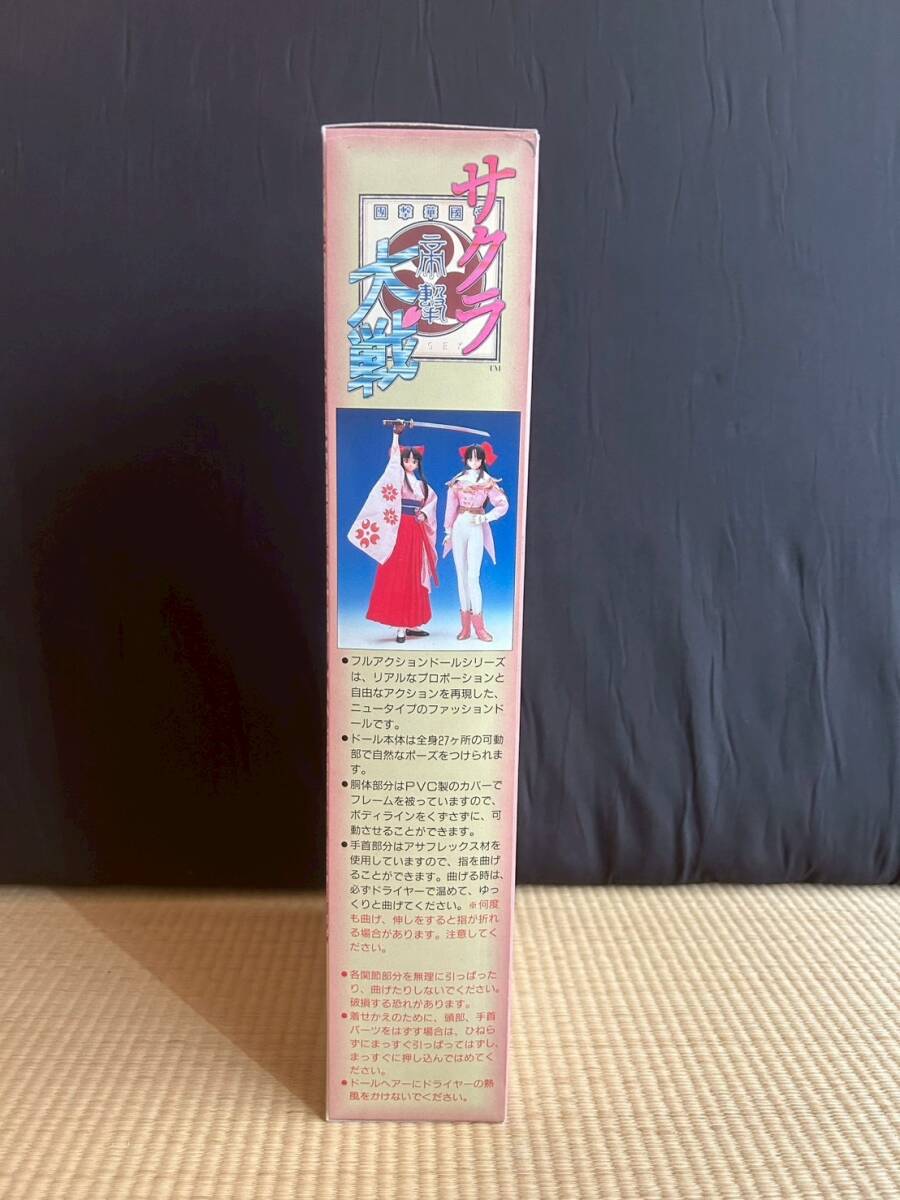 サクラ
大戦
團撃華國
帝
撃
SEG
TM
●フルアクションドールシリーズ
は、リアルなプロポーションと
自由なアクションを再現した、
ニュータイプのファッションド
ールです。
●ドール本体は全身27ヶ所の可動
部で自然なポーズをつけられま
す。
●胴体部分はPVC製のカバーで
フレームを被っていますので、
ボディラインをくずさずに、可
動させることができます。
●手首部分はアサフレックス材を
使用していますので、指を曲げ
ることができます。曲げる時は、
必ずドライヤーで温めて、ゆっ
くりと曲げてください。※何度
も曲げ、伸しをすると指が折れ
る場合があります。注意してく
ださい。
●各関節部分を無理に引っぱった
り、曲げたりしないでください。
破損する恐れがあります。
●着せかえのために、頭部、手首
パーツをはずす場合は、ひねら
ずにまっすぐ引っぱってはずし、
まっすぐに押し込んではめてく
ださい。
●ドールヘアーにドライヤーの熱
風をかけないでください。